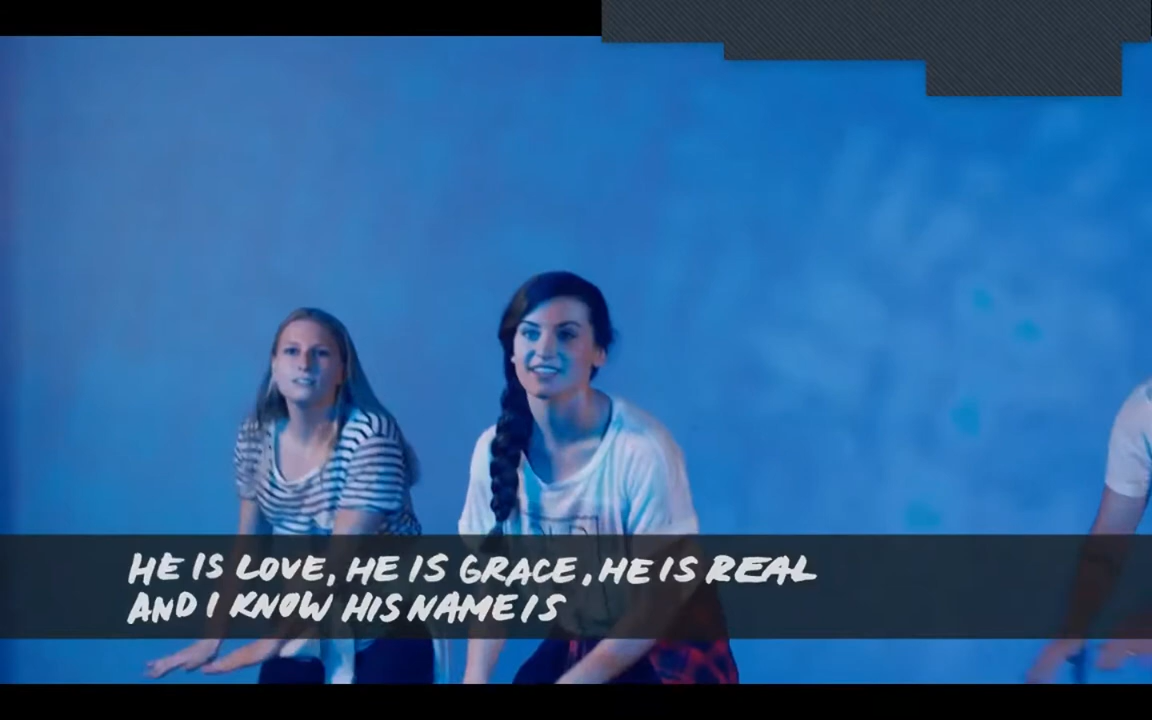 HE IS LOVE, HE IS GRACE, HE IS REAL
AND I KNOW HIS NAME IS